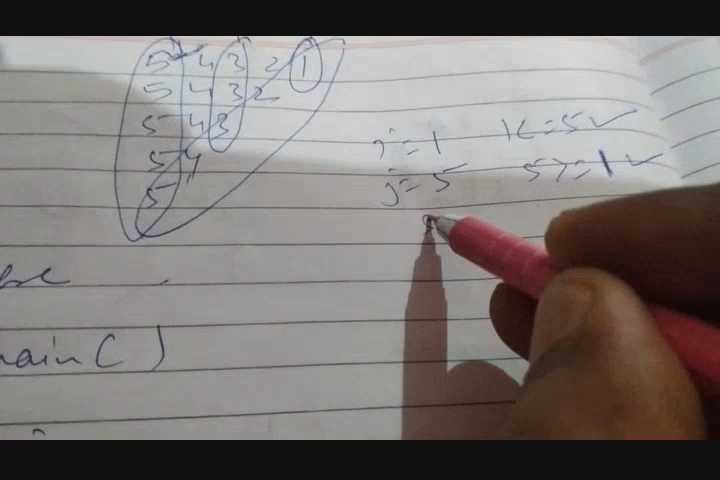 5 4 3 2 1
5 4 3 2
5 4 3
5 4
5
i=1 1<=5 ✓
j=5 5>=1 ✓
main( )